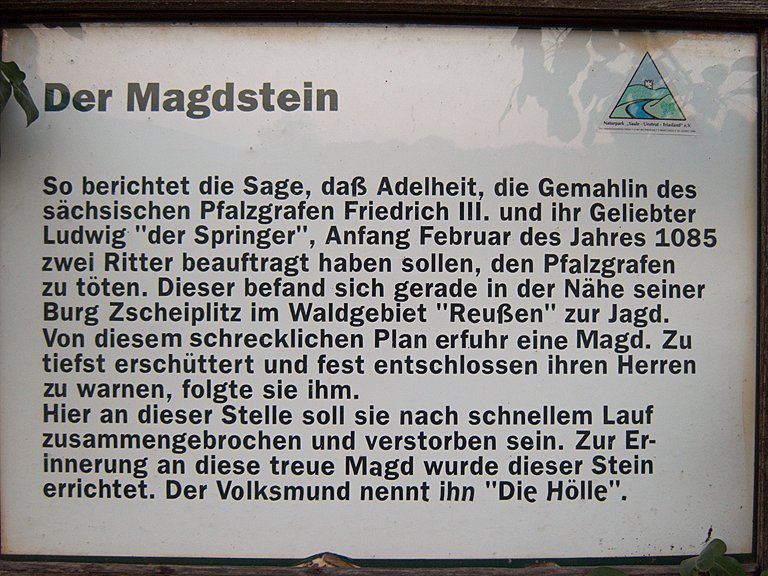 Der Magdstein
Naturpark „Saale - Unstrut - Triasland" e.V.
So berichtet die Sage, daß Adelheit, die Gemahlin des
sächsischen Pfalzgrafen Friedrich III. und ihr Geliebter
Ludwig "der Springer", Anfang Februar des Jahres 1085
zwei Ritter beauftragt haben sollen, den Pfalzgrafen
zu töten. Dieser befand sich gerade in der Nähe seiner
Burg Zscheiplitz im Waldgebiet "Reußen" zur Jagd.
Von diesem schrecklichen Plan erfuhr eine Magd. Zu
tiefst erschüttert und fest entschlossen ihren Herren
zu warnen, folgte sie ihm.
Hier an dieser Stelle soll sie nach schnellem Lauf
zusammengebrochen und verstorben sein. Zur Er-
innerung an diese treue Magd wurde dieser Stein
errichtet. Der Volksmund nennt ihn "Die Hölle".